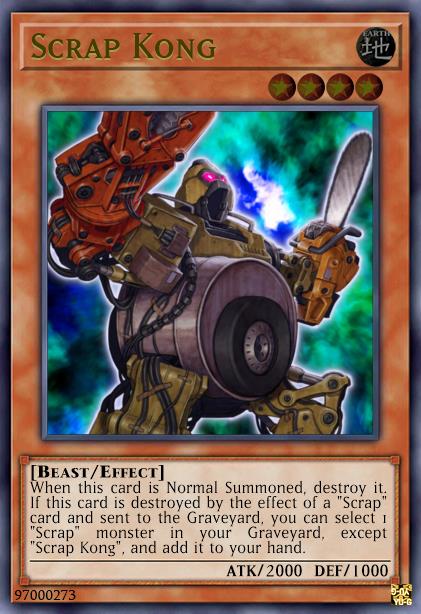 Scrap Kong
EARTH
地
[Beast/Effect]
When this card is Normal Summoned, destroy it.
If this card is destroyed by the effect of a "Scrap"
card and sent to the Graveyard, you can select 1
"Scrap" monster in your Graveyard, except
"Scrap Kong", and add it to your hand.
ATK/2000 DEF/1000
97000273